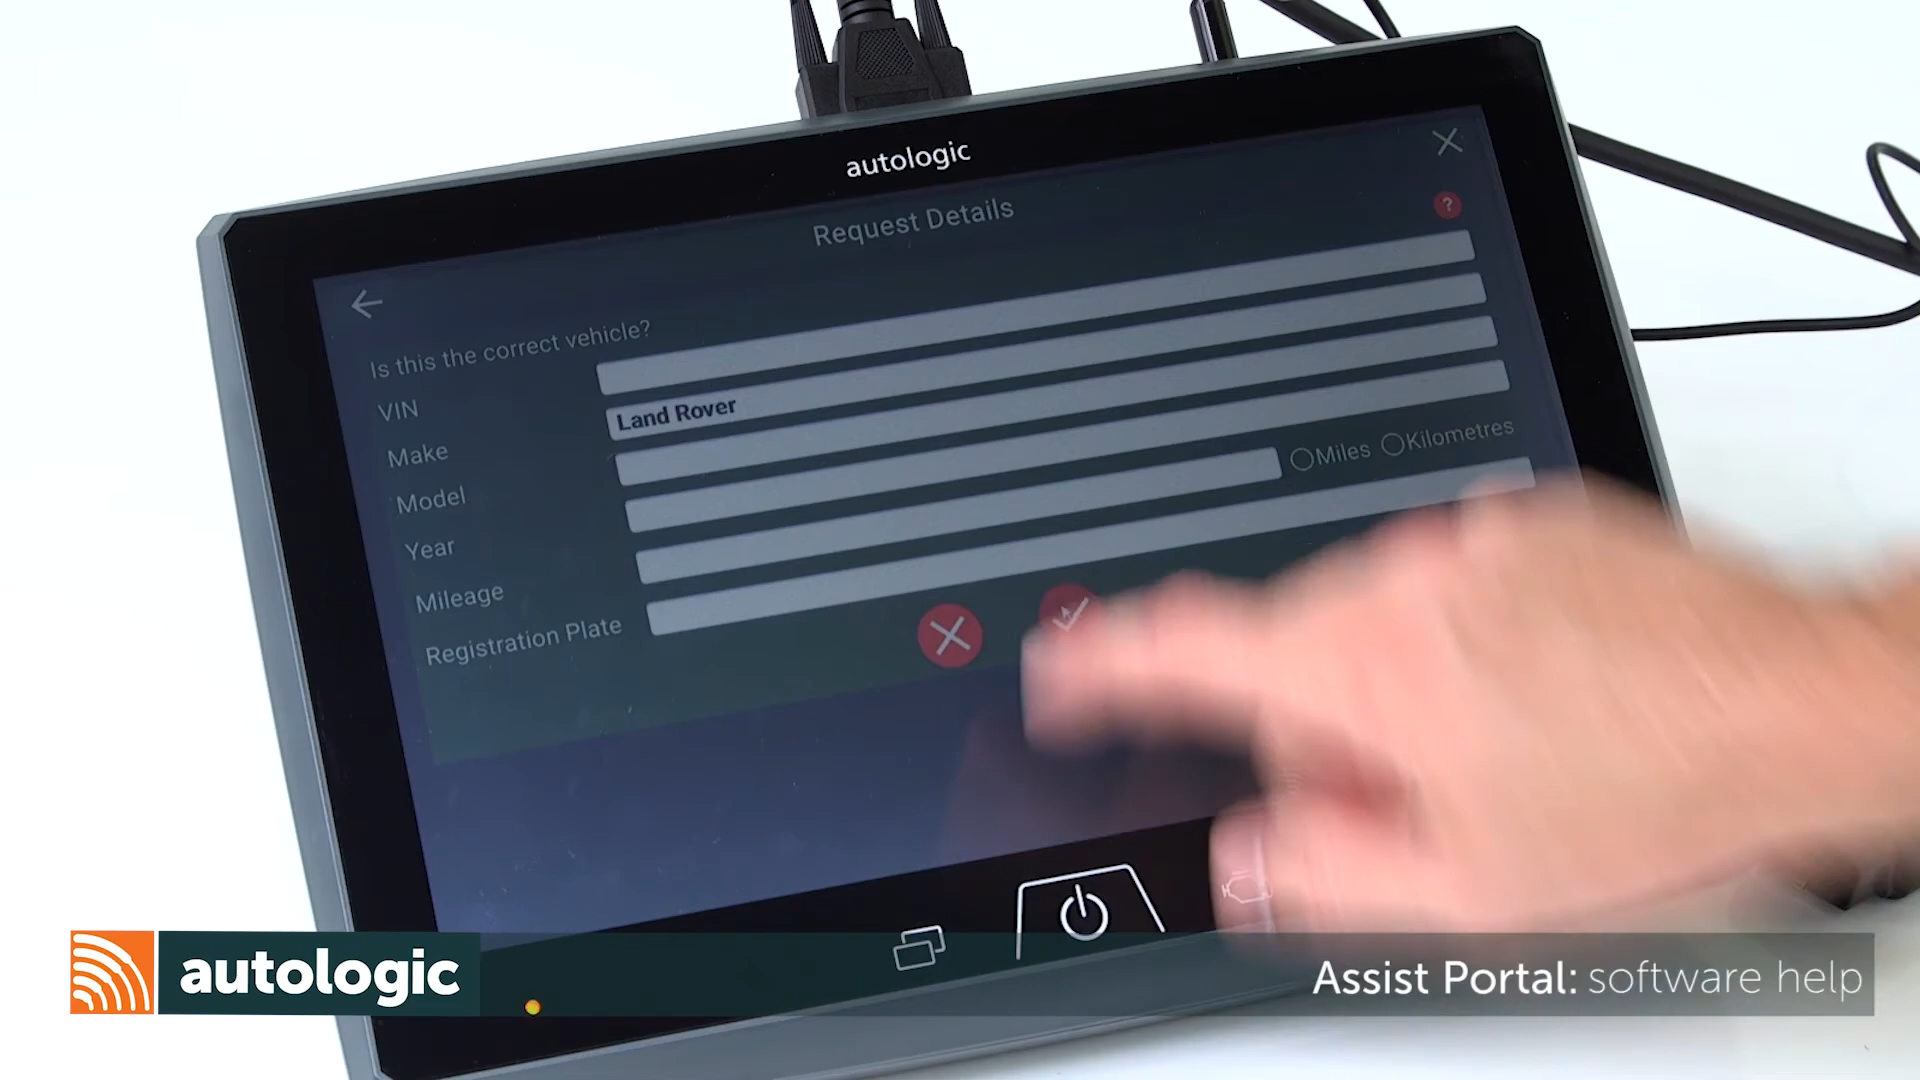 autologic
Request Details
?
Is this the correct vehicle?
VIN
Make Land Rover
Model
Year
Mileage Miles Kilometres
Registration Plate
autologic
Assist Portal: software help